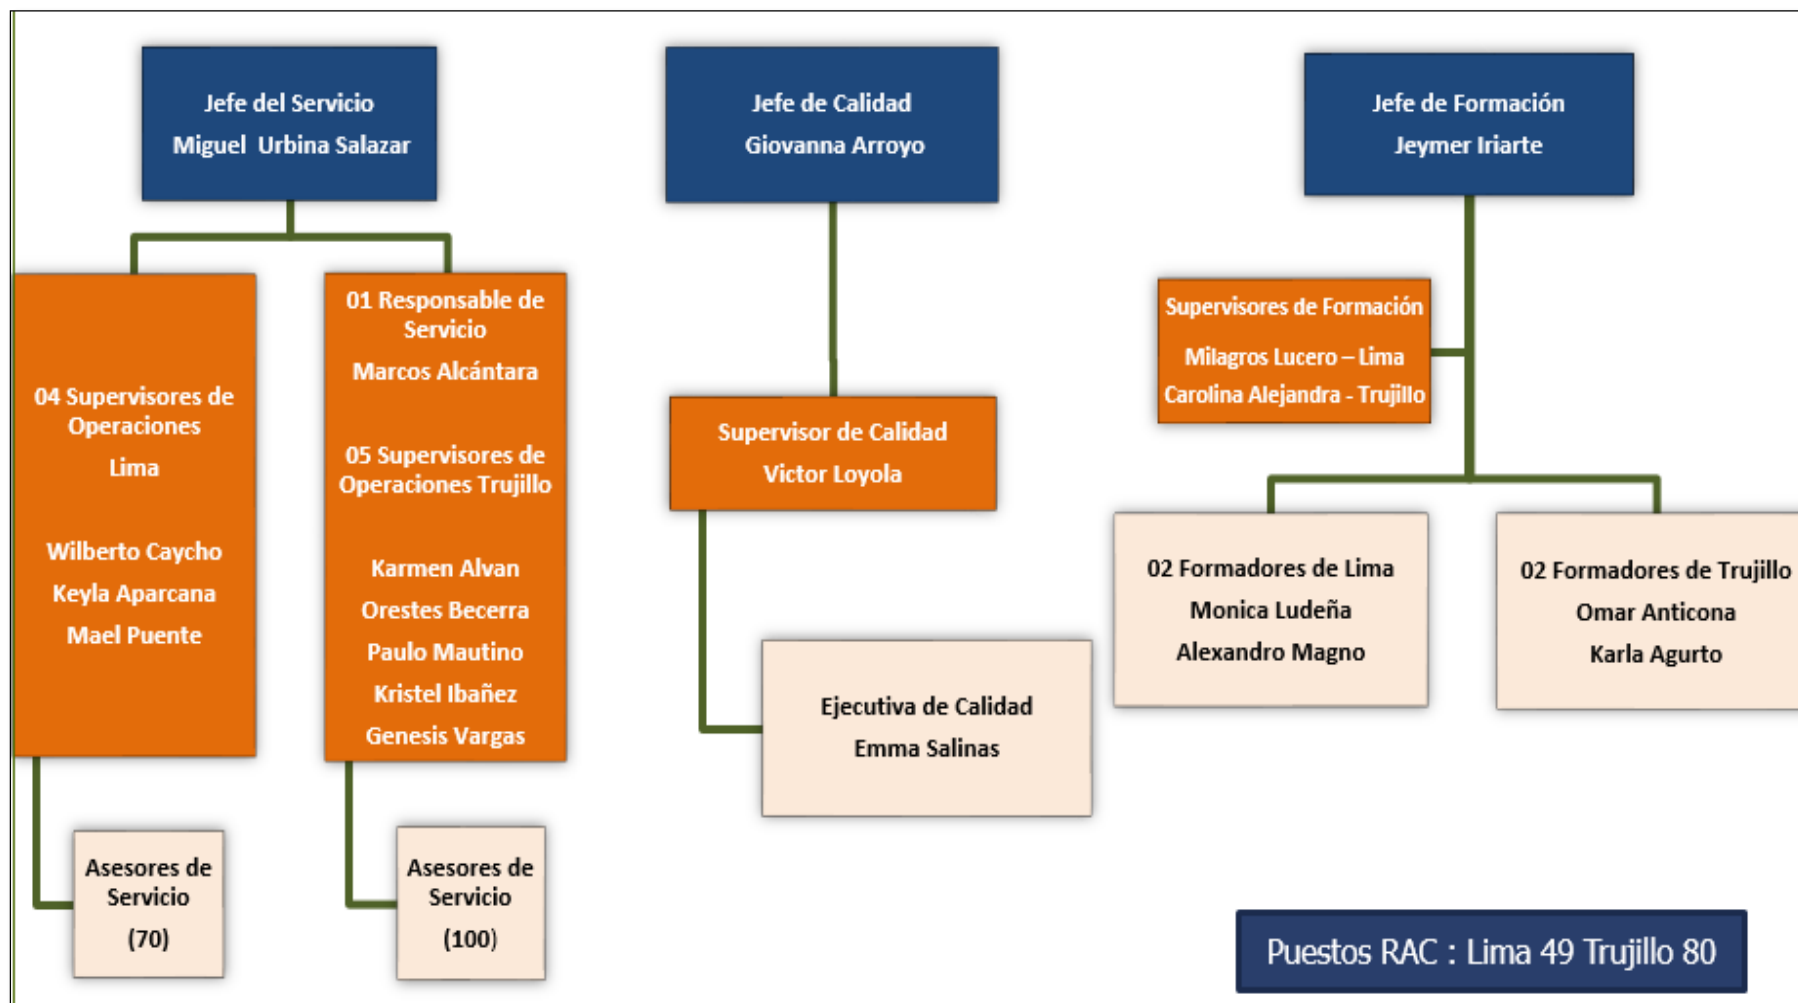 Jefe del Servicio
Miguel Urbina Salazar
04 Supervisores de
Operaciones
Lima
Wilberto Caycho
Keyla Aparcana
Mael Puente
Asesores de
Servicio
(70)
01 Responsable de
Servicio
Marcos Alcántara
05 Supervisores de
Operaciones Trujillo
Karmen Alvan
Orestes Becerra
Paulo Mautino
Kristel Ibañez
Genesis Vargas
Asesores de
Servicio
(100)
Jefe de Calidad
Giovanna Arroyo
Supervisor de Calidad
Victor Loyola
Ejecutiva de Calidad
Emma Salinas
Jefe de Formación
Jeymer Iriarte
Supervisores de Formación
Milagros Lucero – Lima
Carolina Alejandra - Trujillo
02 Formadores de Lima
Monica Ludeña
Alexandro Magno
02 Formadores de Trujillo
Omar Anticona
Karla Agurto
Puestos RAC : Lima 49 Trujillo 80